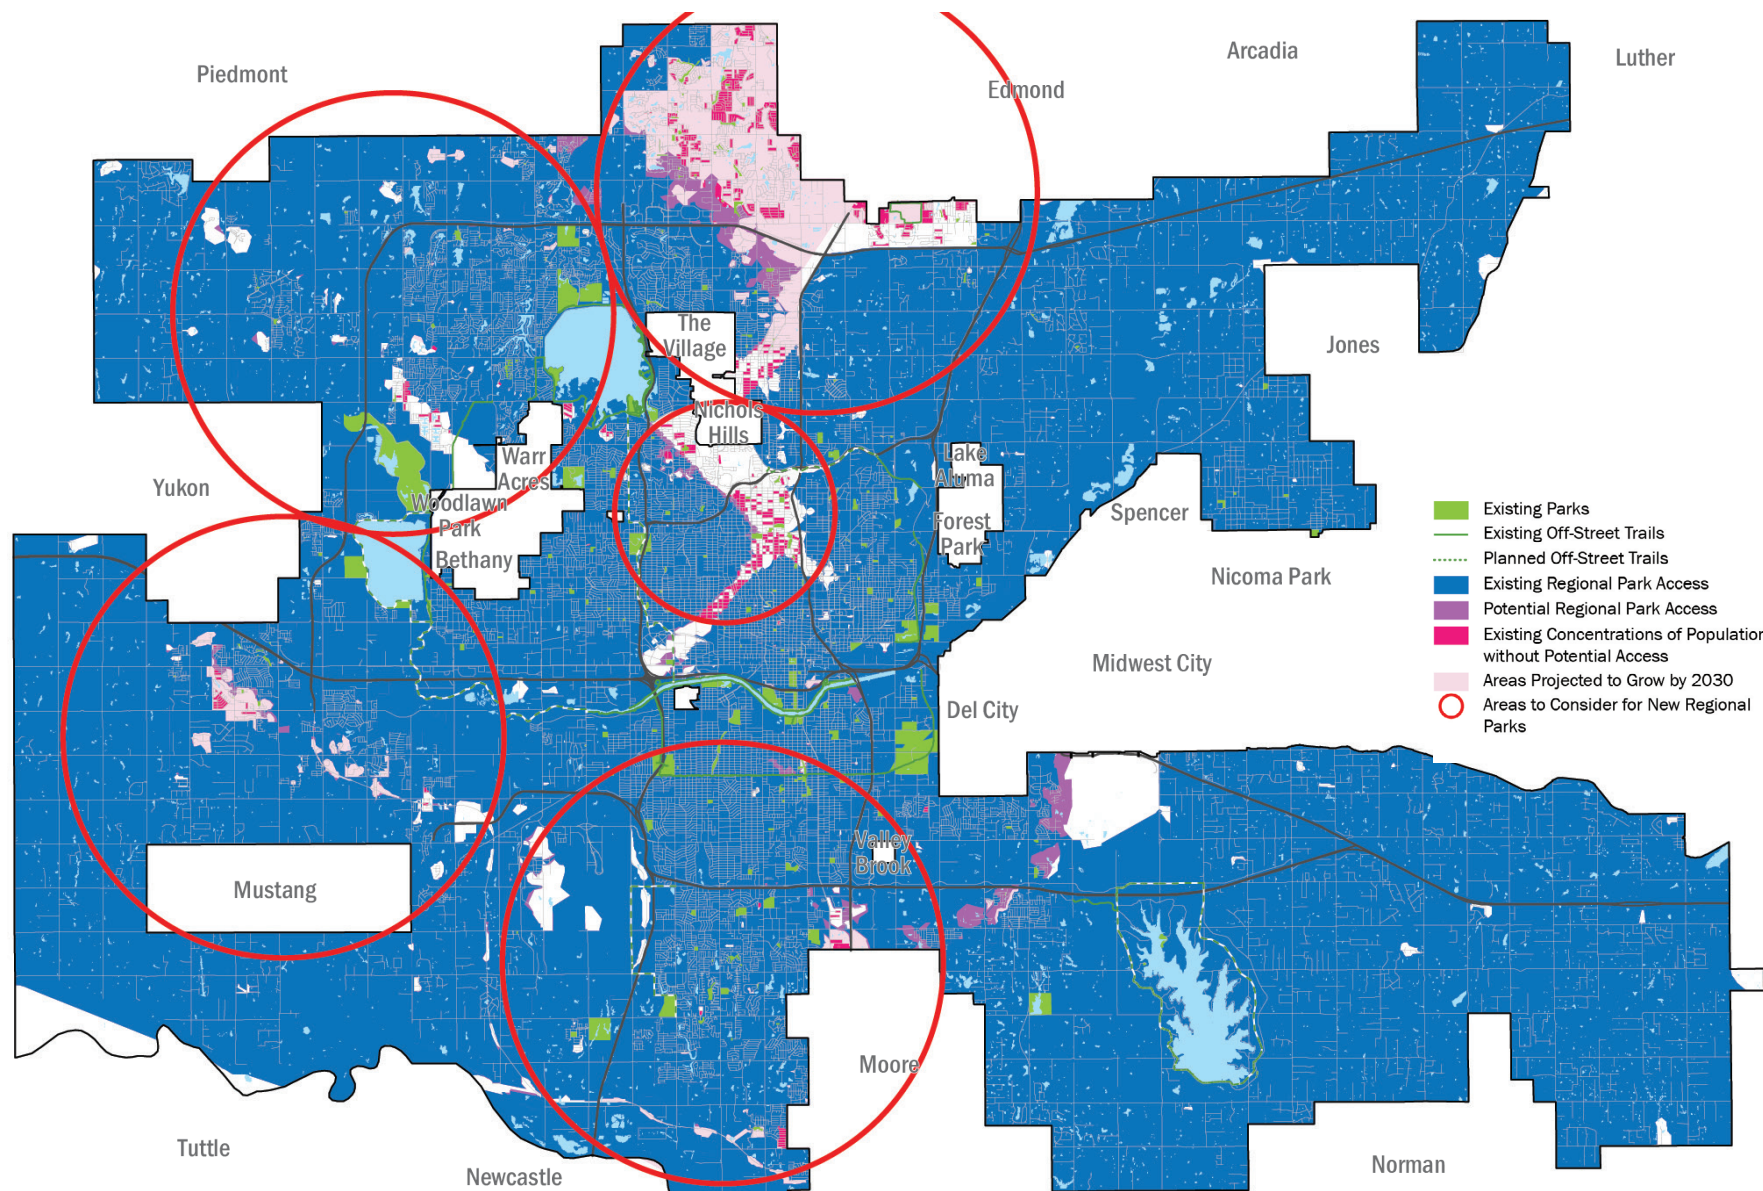 Piedmont
Arcadia
Luther
Edmond
The
Village
Jones
Nichols
Hills
Warr
Acres
Lake
Aluma
Yukon
Woodlawn
Park
Spencer
Forest
Park
Bethany
Nicoma Park
Existing Parks
Existing Off-Street Trails
Planned Off-Street Trails
Existing Regional Park Access
Potential Regional Park Access
Existing Concentrations of Population
without Potential Access
Areas Projected to Grow by 2030
Areas to Consider for New Regional
Parks
Midwest City
Del City
Valley
Brook
Mustang
Moore
Tuttle
Newcastle
Norman